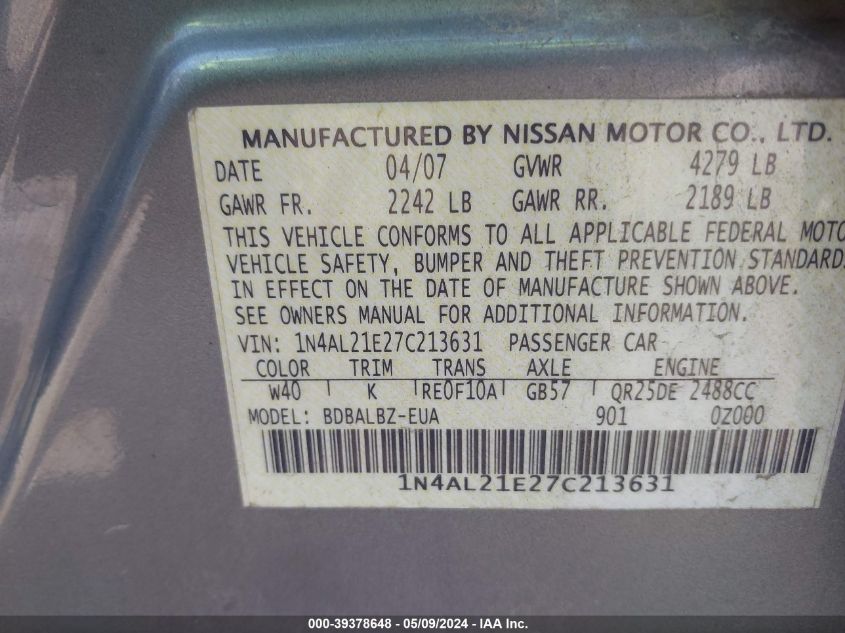 MANUFACTURED BY NISSAN MOTOR CO., LTD.
DATE 04/07 GVWR 4279 LB
GAWR FR. 2242 LB GAWR RR. 2189 LB
THIS VEHICLE CONFORMS TO ALL APPLICABLE FEDERAL MOTO
VEHICLE SAFETY, BUMPER AND THEFT PREVENTION STANDARD
IN EFFECT ON THE DATE OF MANUFACTURE SHOWN ABOVE.
SEE OWNERS MANUAL FOR ADDITIONAL INFORMATION.
VIN: 1N4AL21E27C213631 PASSENGER CAR
COLOR TRIM TRANS AXLE ENGINE
W40 K RE0F10A GB57 QR25DE 2488CC
MODEL: BDBALBZ-EUA 901 0Z000
1N4AL21E27C213631
000-39378648 - 05/09/2024 - IAA Inc.